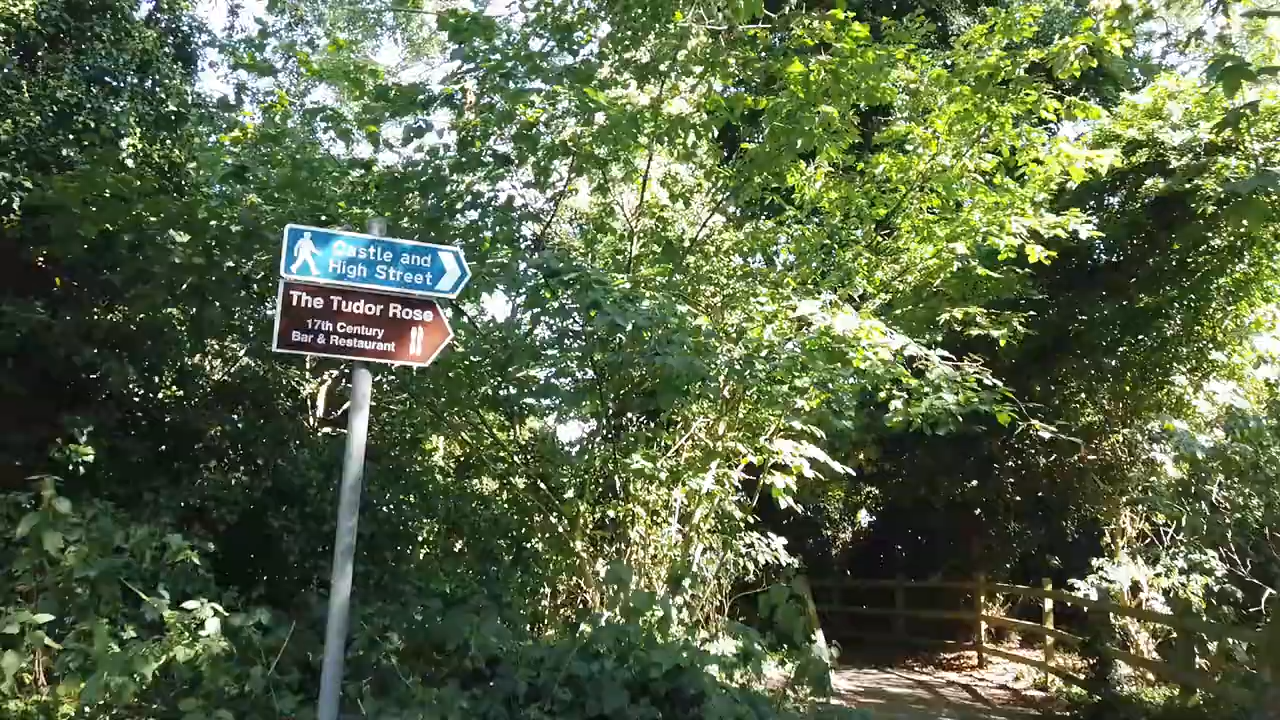 Castle and
High Street
The Tudor Rose
17th Century
Bar & Restaurant